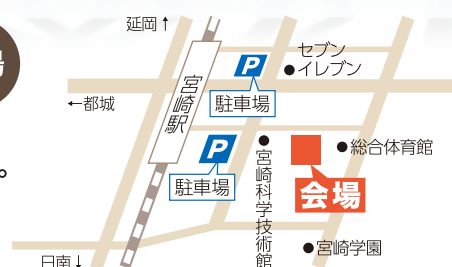 延岡↑
セブン
イレブン
P
宮崎駅
←都城
駐車場
場
P
総合体育館
宮崎科学技術館
駐車場
会場
。
宮崎学園
日南↓